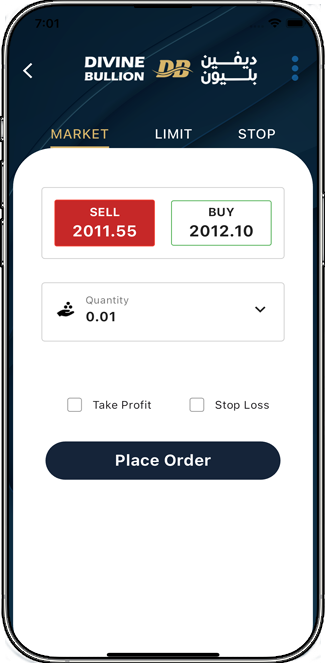 7:01
DIVINE
BULLION
DB
ديفين
بليون
MARKET LIMIT STOP
SELL
2011.55
BUY
2012.10
Quantity
0.01
Take Profit Stop Loss
Place Order